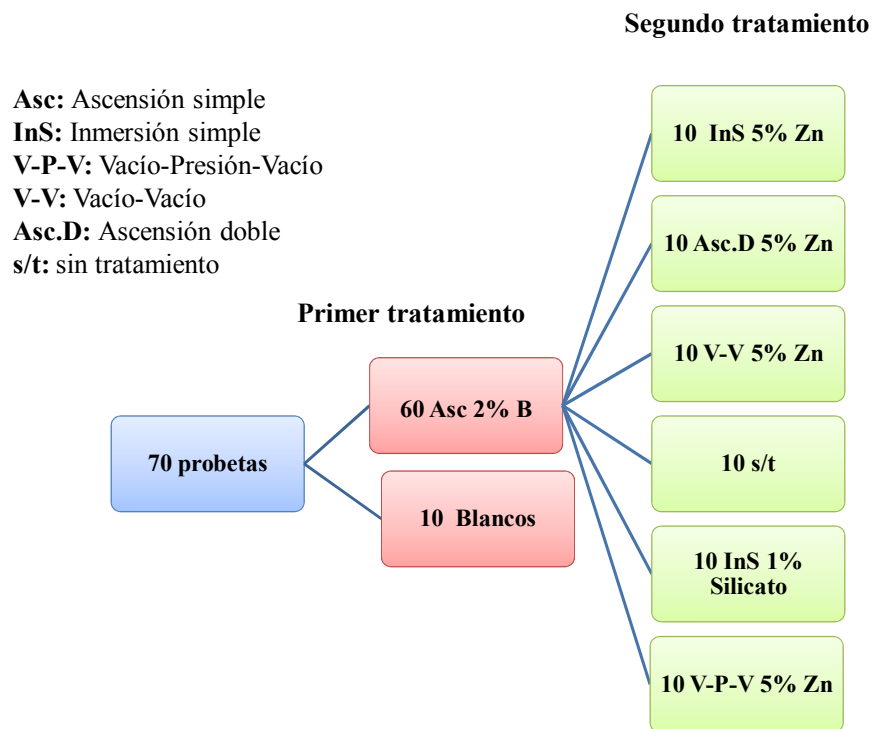 Segundo tratamiento
Asc: Ascensión simple
InS: Inmersión simple
V-P-V: Vacío-Presión-Vacío
V-V: Vacío-Vacío
Asc.D: Ascensión doble
s/t: sin tratamiento
Primer tratamiento
70 probetas
60 Asc 2% B
10 Blancos
10 InS 5% Zn
10 Asc.D 5% Zn
10 V-V 5% Zn
10 s/t
10 InS 1%
Silicato
10 V-P-V 5% Zn